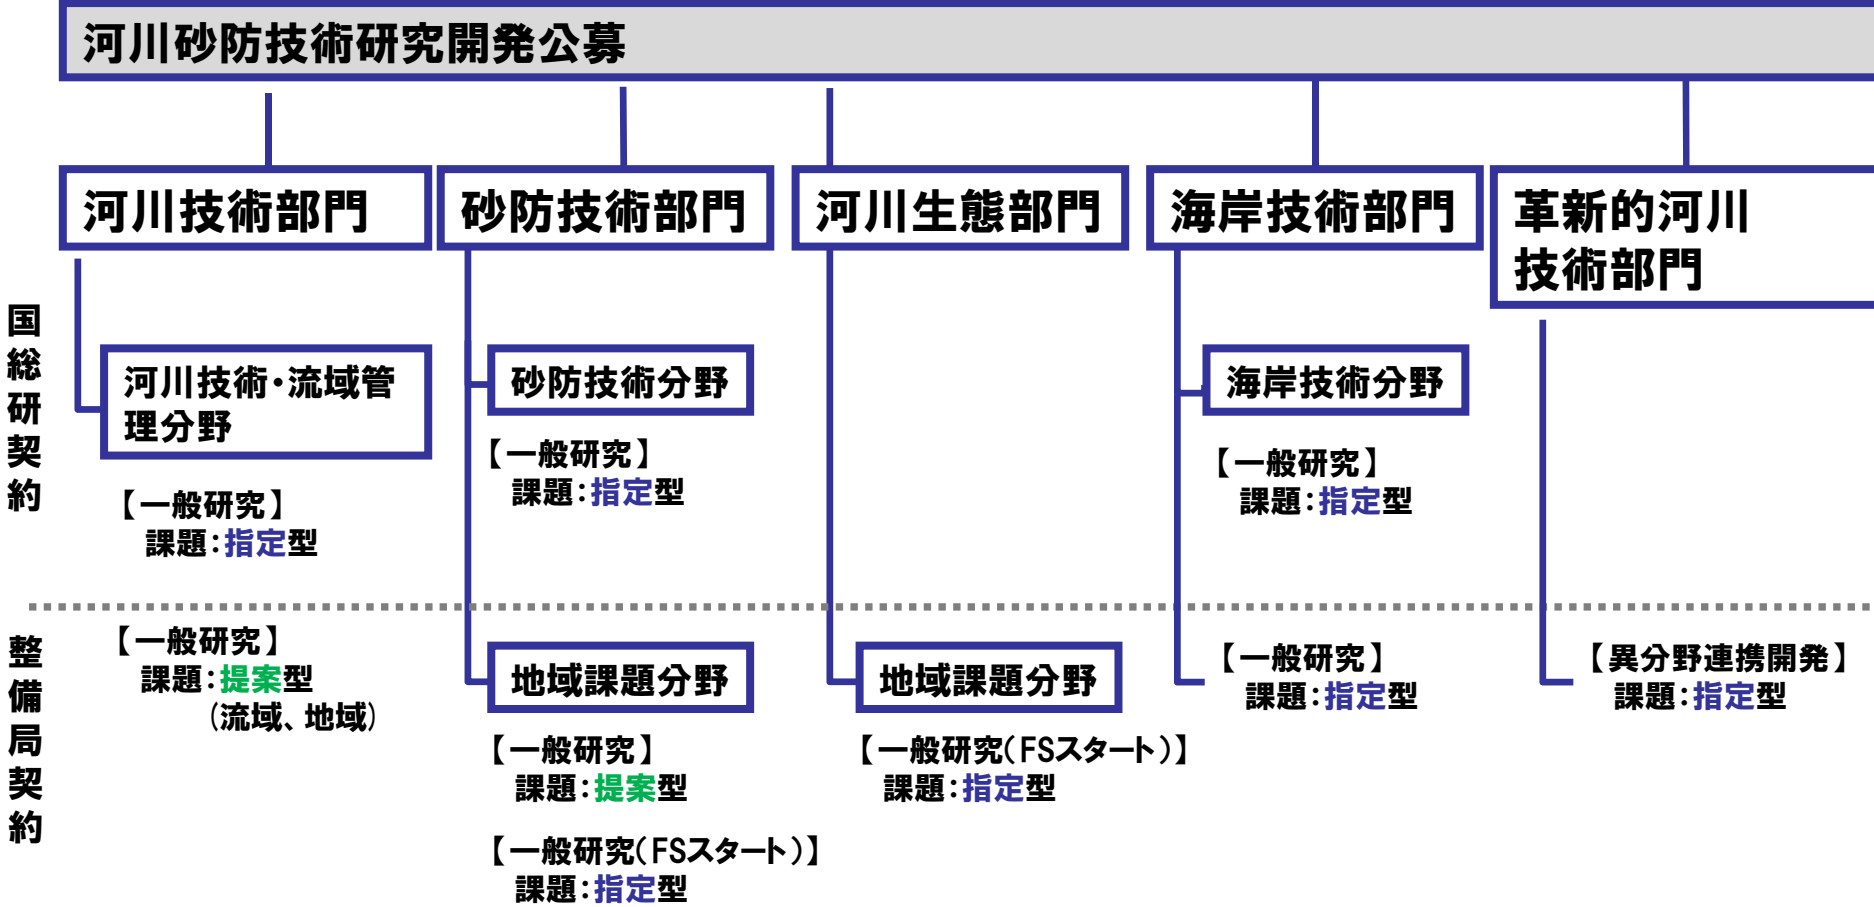 河川砂防技術研究開発公募
河川技術部門
砂防技術部門
河川生態部門
海岸技術部門
革新的河川
技術部門
国総研契約
河川技術・流域管
理分野
【一般研究】
課題：指定型
砂防技術分野
【一般研究】
課題：指定型
海岸技術分野
【一般研究】
課題：指定型
整備局契約
【一般研究】
課題：提案型
（流域、地域）
地域課題分野
【一般研究】
課題：提案型
【一般研究（FSスタート）】
課題：指定型
地域課題分野
【一般研究（FSスタート）】
課題：指定型
【一般研究】
課題：指定型
【異分野連携開発】
課題：指定型